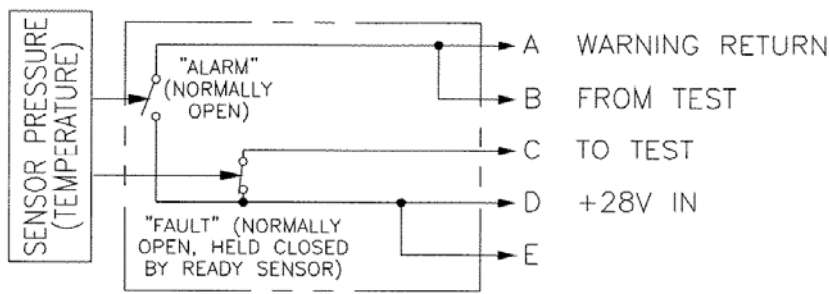 SENSOR PRESSURE
(TEMPERATURE)
"ALARM"
(NORMALLY
OPEN)
"FAULT" (NORMALLY
OPEN, HELD CLOSED
BY READY SENSOR)
A WARNING RETURN
B FROM TEST
C TO TEST
D +28V IN
E